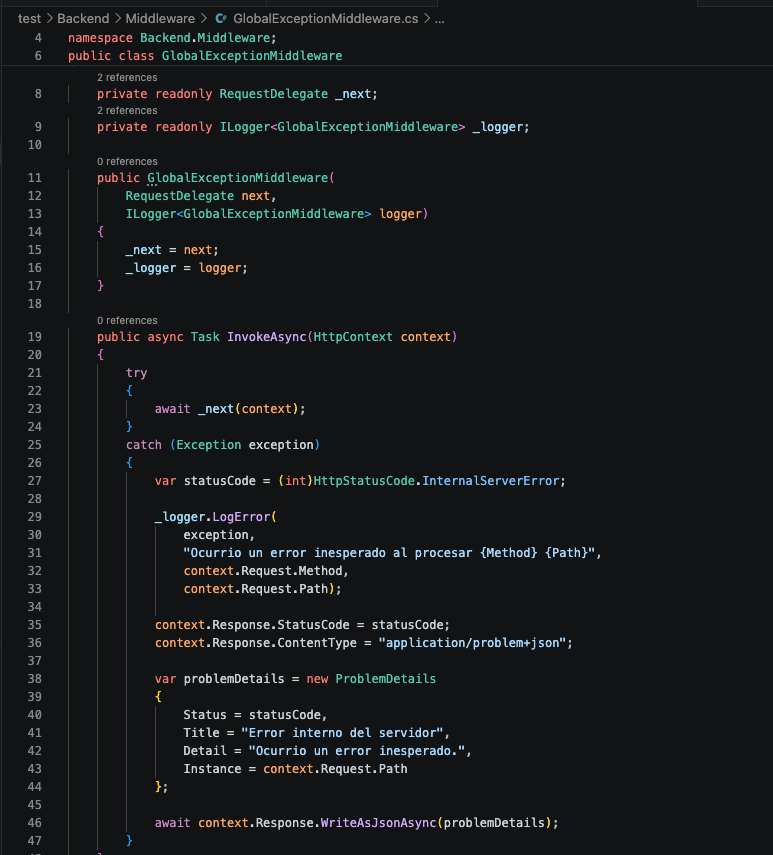 test > Backend > Middleware > GlobalExceptionMiddleware.cs > ...
4 namespace Backend.Middleware;
6 public class GlobalExceptionMiddleware
2 references
8 private readonly RequestDelegate _next;
2 references
9 private readonly ILogger<GlobalExceptionMiddleware> _logger;
10
0 references
11 public GlobalExceptionMiddleware(
12 RequestDelegate next,
13 ILogger<GlobalExceptionMiddleware> logger)
14 {
15 _next = next;
16 _logger = logger;
17 }
18
0 references
19 public async Task InvokeAsync(HttpContext context)
20 {
21 try
22 {
23 await _next(context);
24 }
25 catch (Exception exception)
26 {
27 var statusCode = (int)HttpStatusCode.InternalServerError;
28
29 _logger.LogError(
30 exception,
31 "Ocurrio un error inesperado al procesar {Method} {Path}",
32 context.Request.Method,
33 context.Request.Path);
34
35 context.Response.StatusCode = statusCode;
36 context.Response.ContentType = "application/problem+json";
37
38 var problemDetails = new ProblemDetails
39 {
40 Status = statusCode,
41 Title = "Error interno del servidor",
42 Detail = "Ocurrio un error inesperado.",
43 Instance = context.Request.Path
44 };
45
46 await context.Response.WriteAsJsonAsync(problemDetails);
47 }